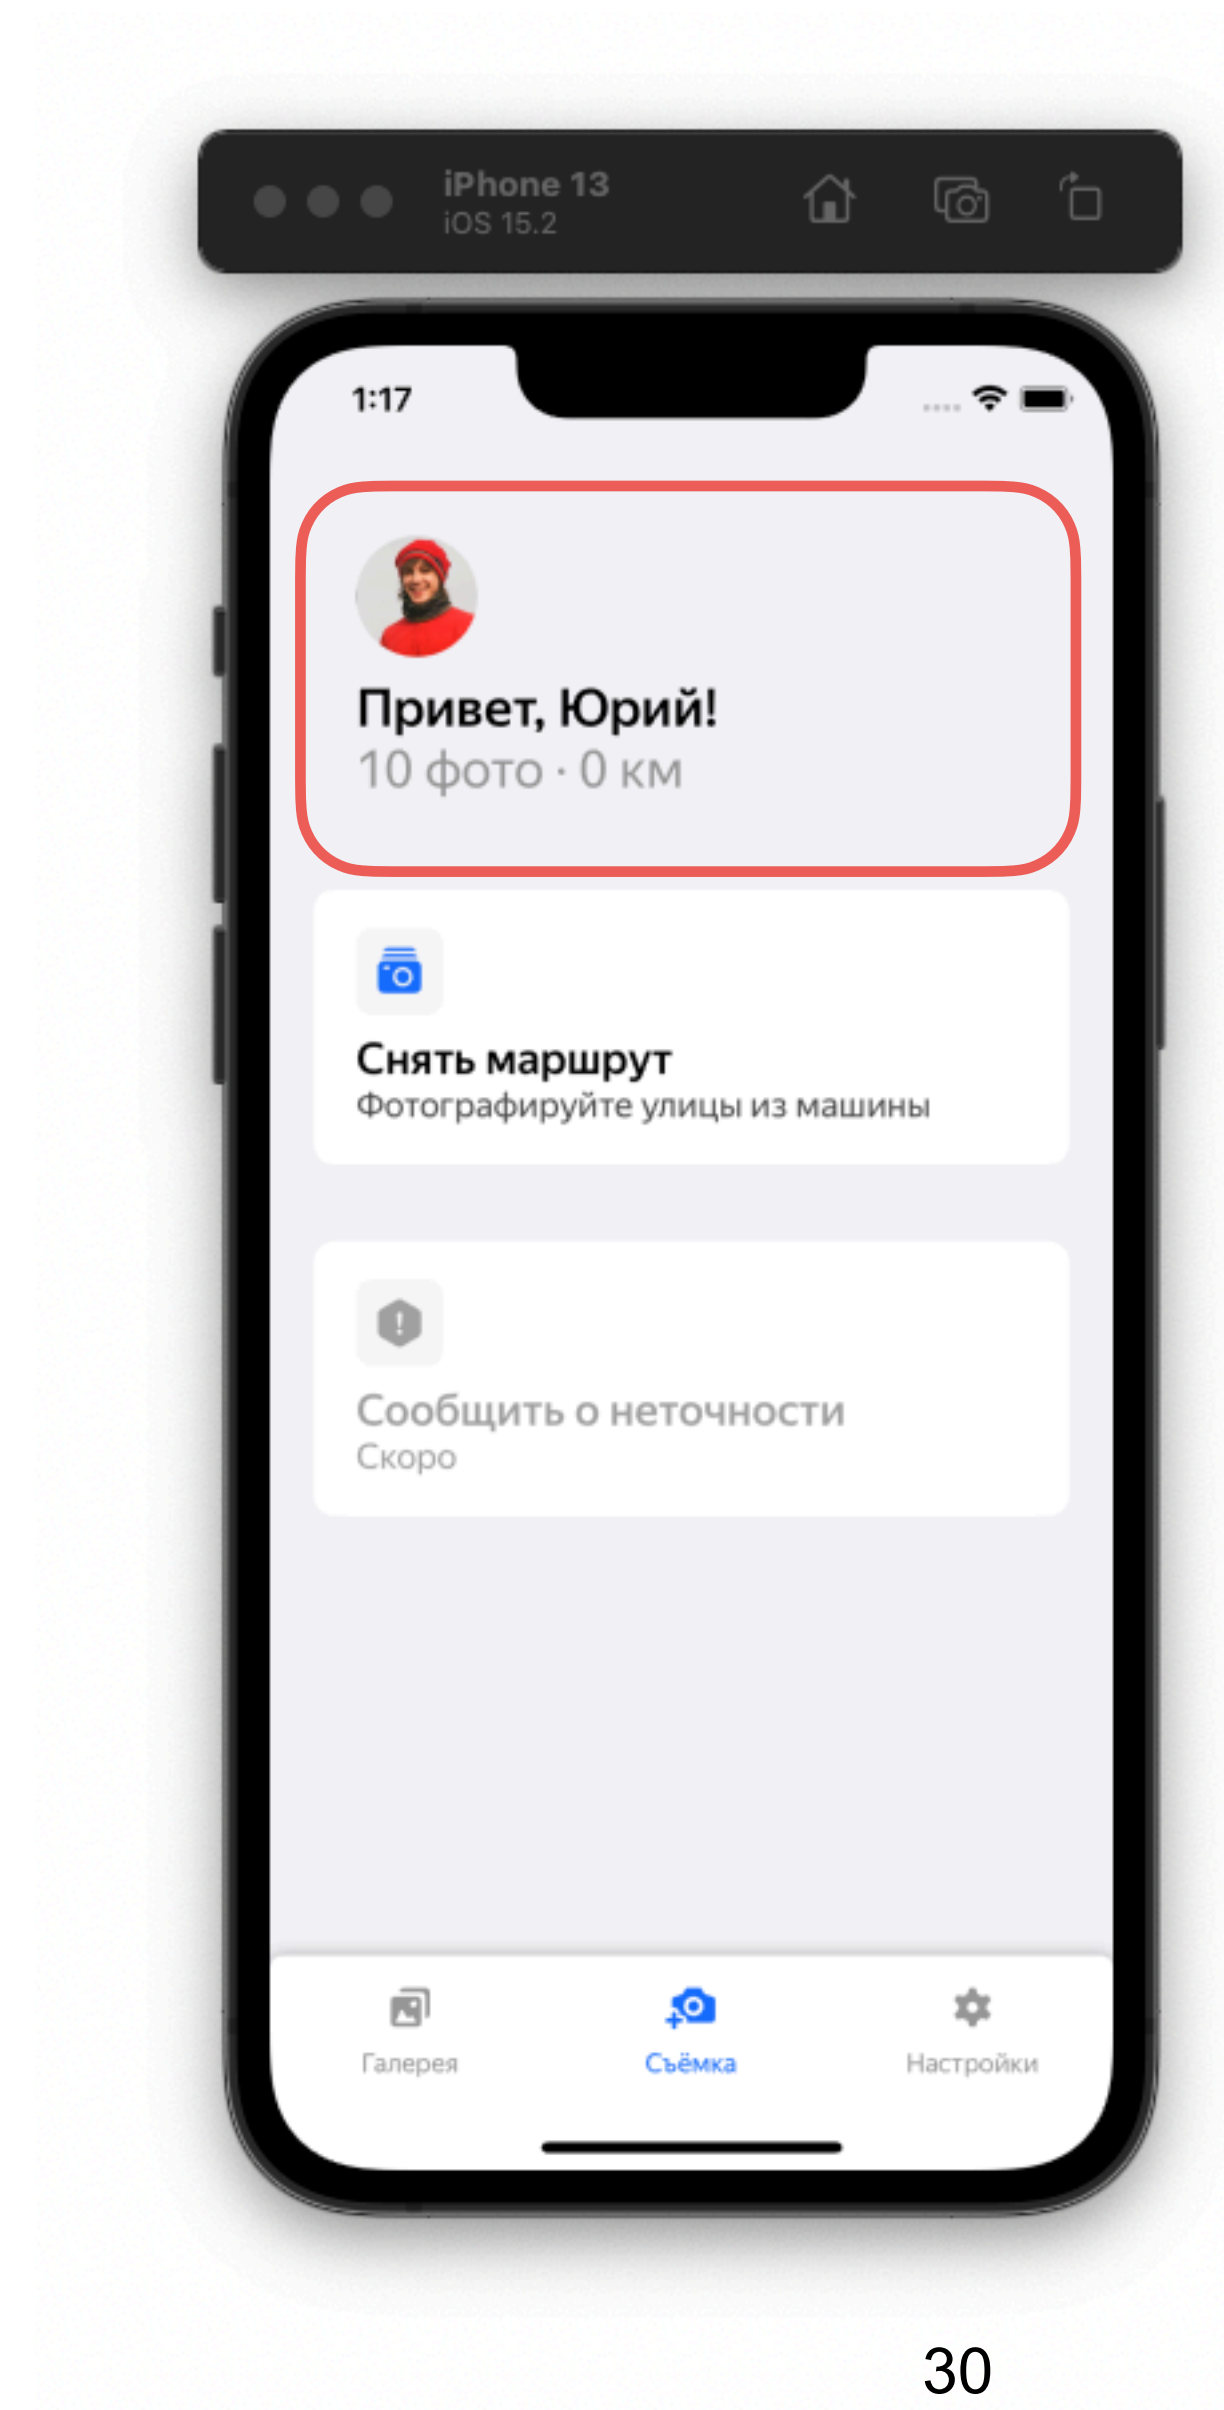 iPhone 13
iOS 15.2
1:17
Привет, Юрий!
10 фото · 0 км
Снять маршрут
Фотографируйте улицы из машины
Сообщить о неточности
Скоро
Галерея
Съёмка
Настройки
30